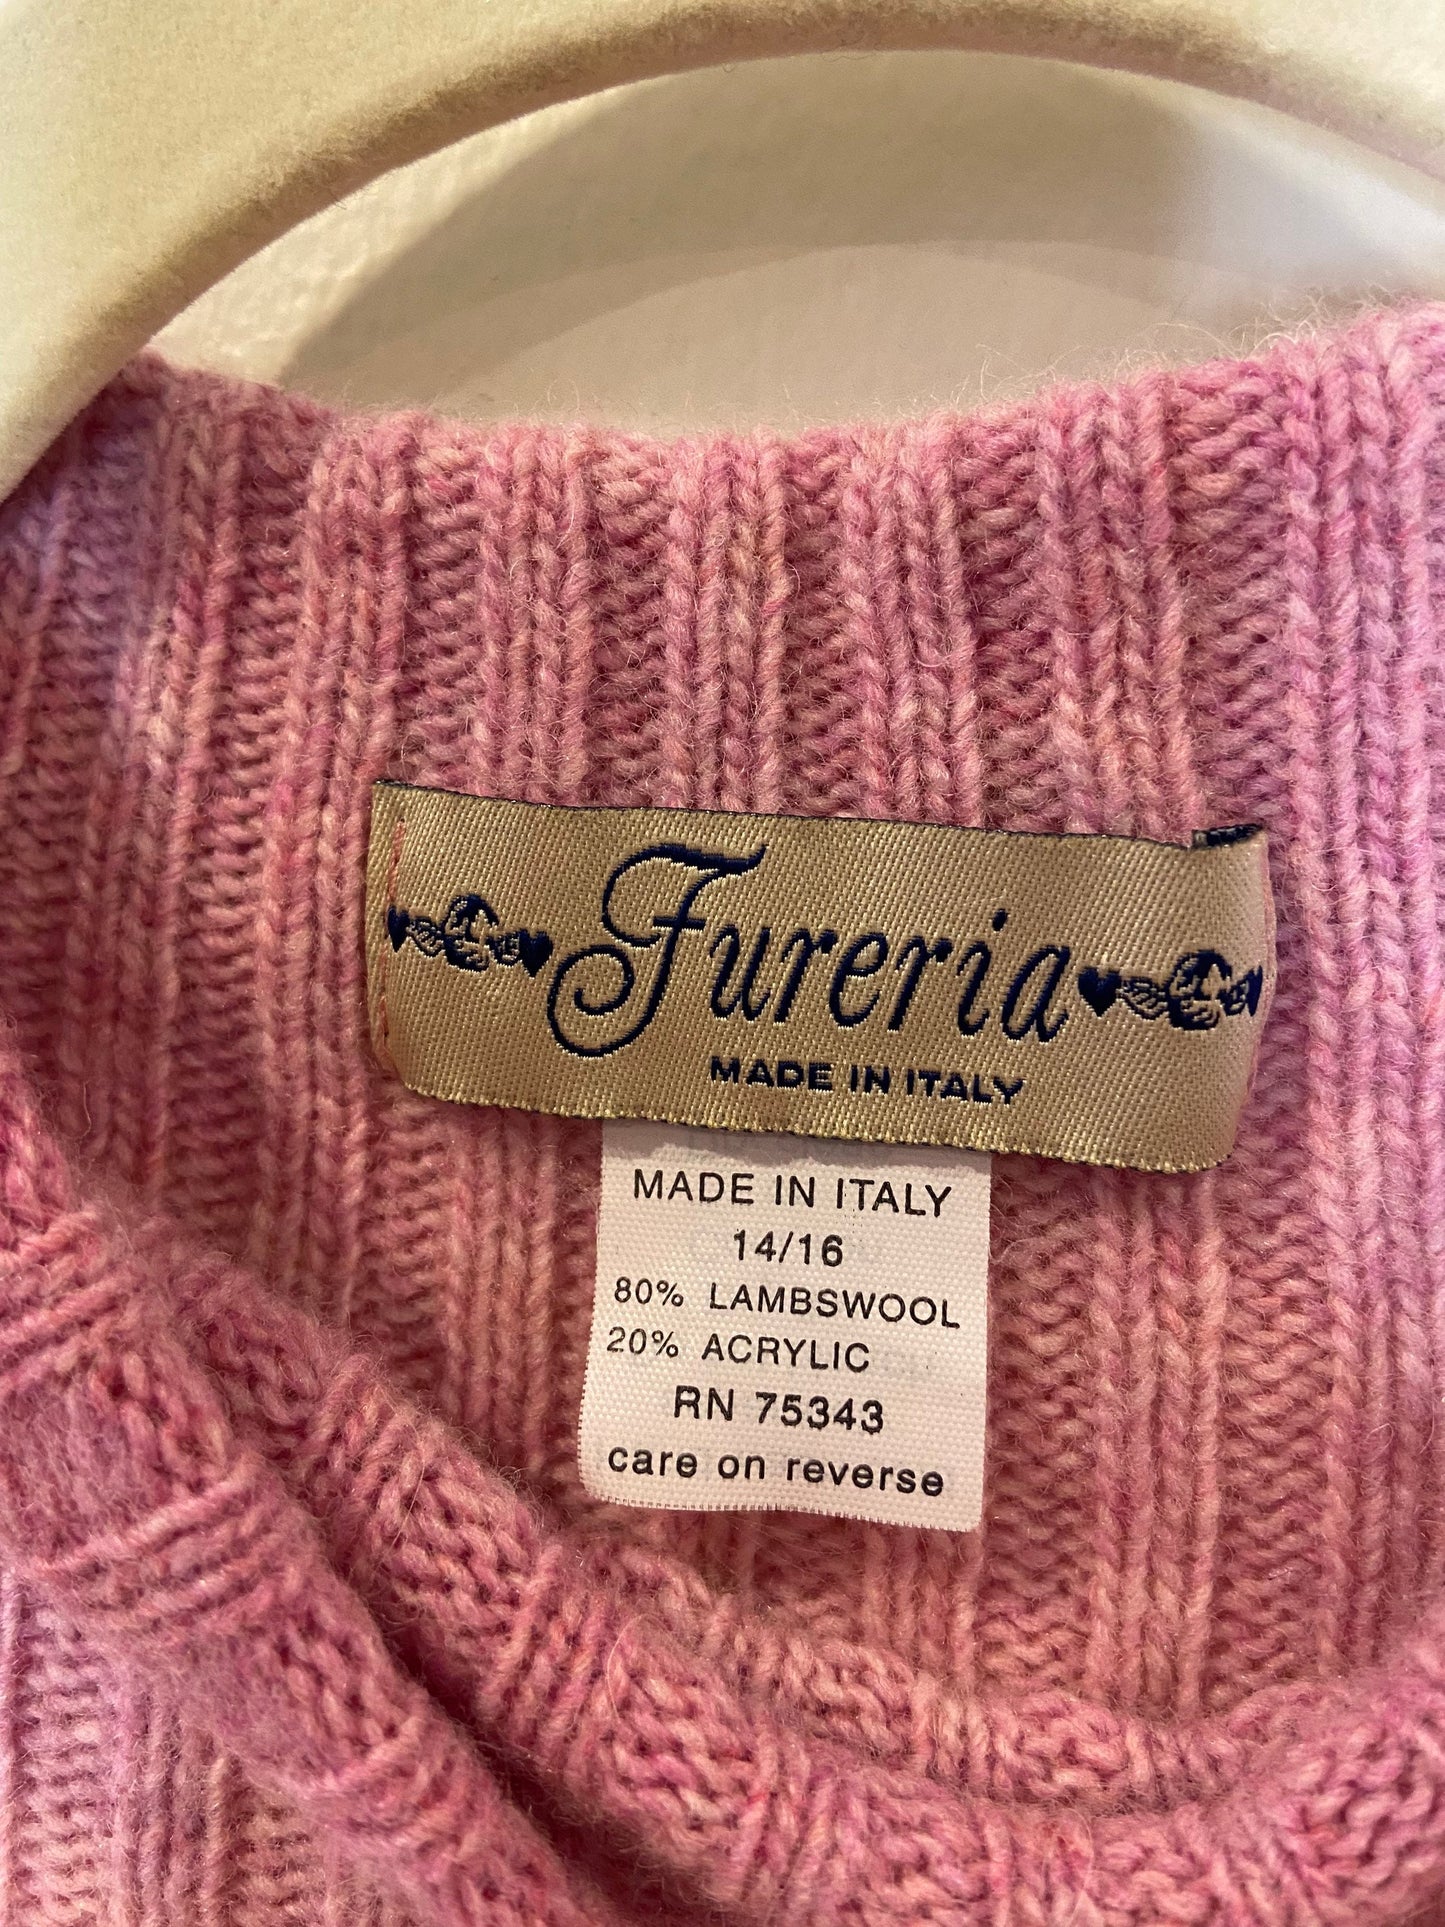 Fureria
MADE IN ITALY
MADE IN ITALY
14/16
80% LAMBSWOOL
20% ACRYLIC
RN 75343
care on reverse